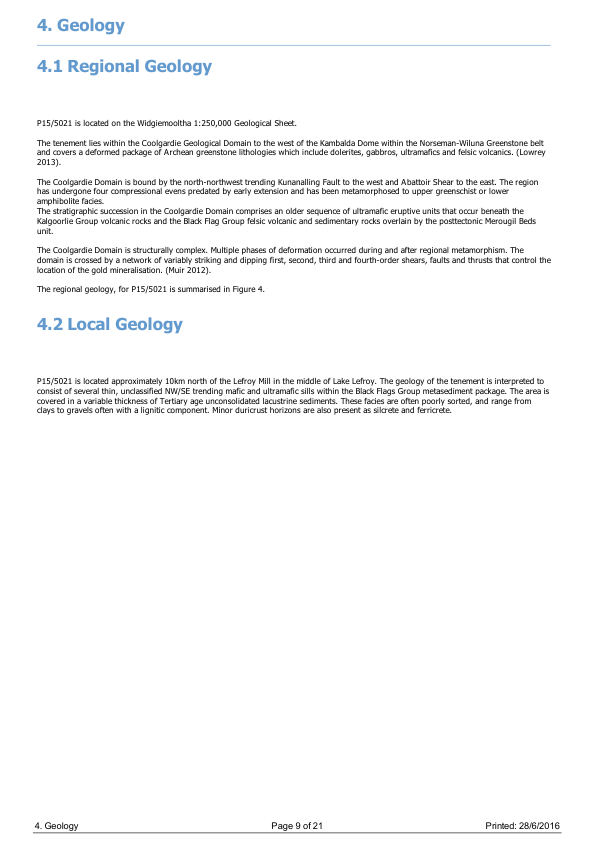 4. Geology
4.1 Regional Geology
P15/5021 is located on the Widgiemooltha 1:250,000 Geological Sheet.
The tenement lies within the Coolgardie Geological Domain to the west of the Kambalda Dome within the Norseman-Wiluna Greenstone belt
and covers a deformed package of Archean greenstone lithologies which include dolerites, gabbros, ultramafics and felsic volcanics. (Lowrey
2013).
The Coolgardie Domain is bound by the north-northwest trending Kunanalling Fault to the west and Abattoir Shear to the east. The region
has undergone four compressional evens predated by early extension and has been metamorphosed to upper greenschist or lower
amphibolite facies.
The stratigraphic succession in the Coolgardie Domain comprises an older sequence of ultramafic eruptive units that occur beneath the
Kalgoorlie Group volcanic rocks and the Black Flag Group felsic volcanic and sedimentary rocks overlain by the posttectonic Merougil Beds
unit.
The Coolgardie Domain is structurally complex. Multiple phases of deformation occurred during and after regional metamorphism. The
domain is crossed by a network of variably striking and dipping first, second, third and fourth-order shears, faults and thrusts that control the
location of the gold mineralisation. (Muir 2012).
The regional geology, for P15/5021 is summarised in Figure 4.
4.2 Local Geology
P15/5021 is located approximately 10km north of the Lefroy Mill in the middle of Lake Lefroy. The geology of the tenement is interpreted to
consist of several thin, unclassified NW/SE trending mafic and ultramafic sills within the Black Flags Group metasediment package. The area is
covered in a variable thickness of Tertiary age unconsolidated lacustrine sediments. These facies are often poorly sorted, and range from
clays to gravels often with a lignitic component. Minor duricrust horizons are also present as silcrete and ferricrete.
4. Geology Page 9 of 21 Printed: 28/6/2016